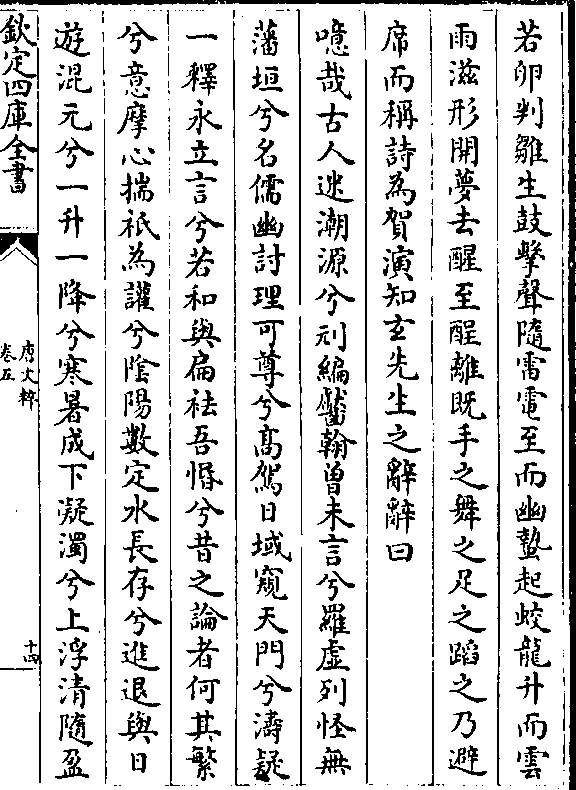 若卵判雛生鼓擊聲隨雷電至而幽蟄起蛟龍升而雲
雨滋形開夢去醒至酲離既手之舞之足之蹈之乃避
席而稱詩為賀演知玄先生之辭辭曰
噫哉古人迷潮源兮刓編齾翰曾未言兮羅虛列怪無
藩垣兮名儒幽討理可尊兮高駕日域窺天門兮濤疑
一釋永立言兮若和與扁祛吾惛兮昔之論者何其繁
兮意摩心揣祇為讙兮陰陽數定水長存兮進退與日
遊混元兮一升一降兮寒暑成下凝濁兮上浮清隨盈
欽定四庫全書
唐文粹
卷五
十四